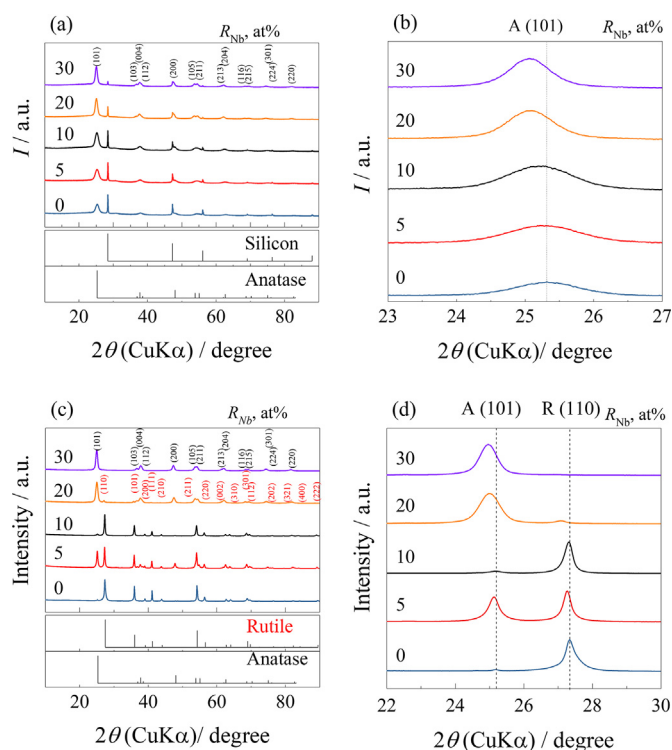 (a)
R_Nb, at%
30
(101)
(103)
(004)
(112)
(200)
(105)
(211)
(213)
(204)
(116)
(215)
(301)
(224)
(220)
20
10
5
0
I / a.u.
Silicon
Anatase
20 40 60 80
2θ (CuKα) / degree
(b)
A (101)
R_Nb, at%
30
20
10
5
0
I / a.u.
23 24 25 26 27
2θ (CuKα)/ degree
(c)
R_Nb, at%
30
(101)
(103)
(004)
(112)
(200)
(105)
(211)
(213)
(204)
(116)
(215)
(301)
(224)
(220)
20
(110)
(101)
(200)
(111)
(210)
(211)
(220)
(002)
(310)
(301)
(112)
(202)
(321)
(400)
(222)
10
5
0
Intensity / a.u.
Rutile
Anatase
20 40 60 80
2θ (CuKα) / degree
(d)
A (101) R (110)
R_Nb, at%
30
20
10
5
0
Intensity / a.u.
22 24 26 28 30
2θ (CuKα)/ degree